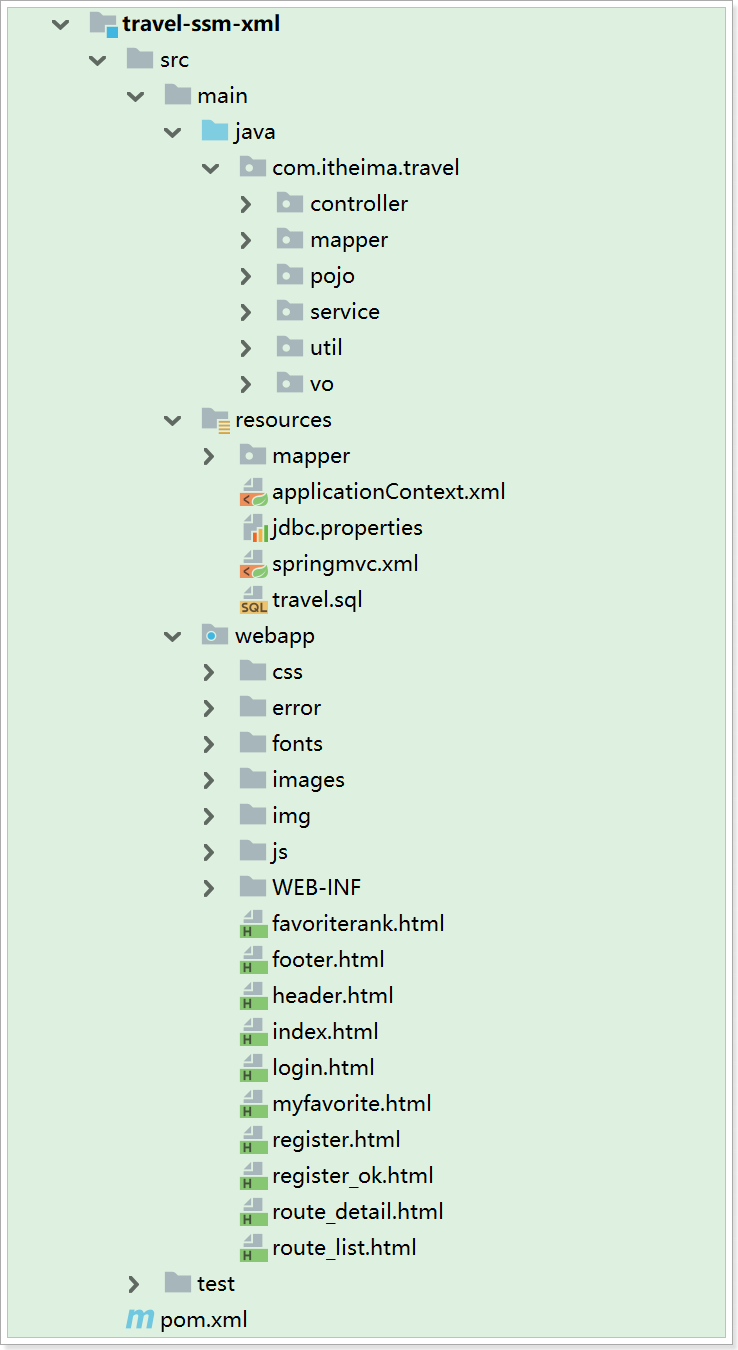 travel-ssm-xml
src
main
java
com.itheima.travel
controller
mapper
pojo
service
util
vo
resources
mapper
applicationContext.xml
jdbc.properties
springmvc.xml
SQL travel.sql
webapp
css
error
fonts
images
img
js
WEB-INF
H favoriterank.html
H footer.html
H header.html
H index.html
H login.html
H myfavorite.html
H register.html
H register_ok.html
H route_detail.html
H route_list.html
test
m pom.xml